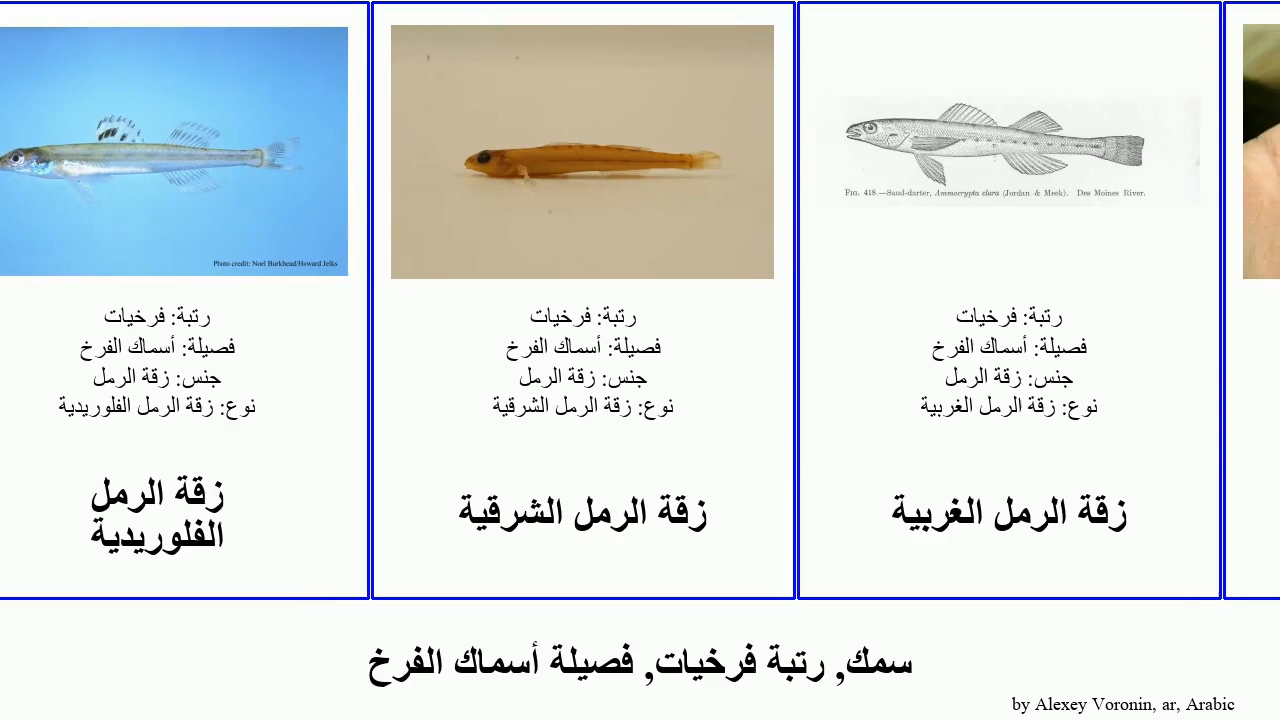 Photo credit: Noel Burkhead/Howard Jelks
رتبة: فرخيات
فصيلة: أسماك الفرخ
جنس: زقة الرمل
نوع: زقة الرمل الفلوريدية
زقة الرمل
الفلوريدية
رتبة: فرخيات
فصيلة: أسماك الفرخ
جنس: زقة الرمل
نوع: زقة الرمل الشرقية
زقة الرمل الشرقية
FIG. 418.—Sand-darter, Ammocrypta clara (Jordan & Meek). Des Moines River.
رتبة: فرخيات
فصيلة: أسماك الفرخ
جنس: زقة الرمل
نوع: زقة الرمل الغربية
زقة الرمل الغربية
سمك, رتبة فرخيات, فصيلة أسماك الفرخ
by Alexey Voronin, ar, Arabic